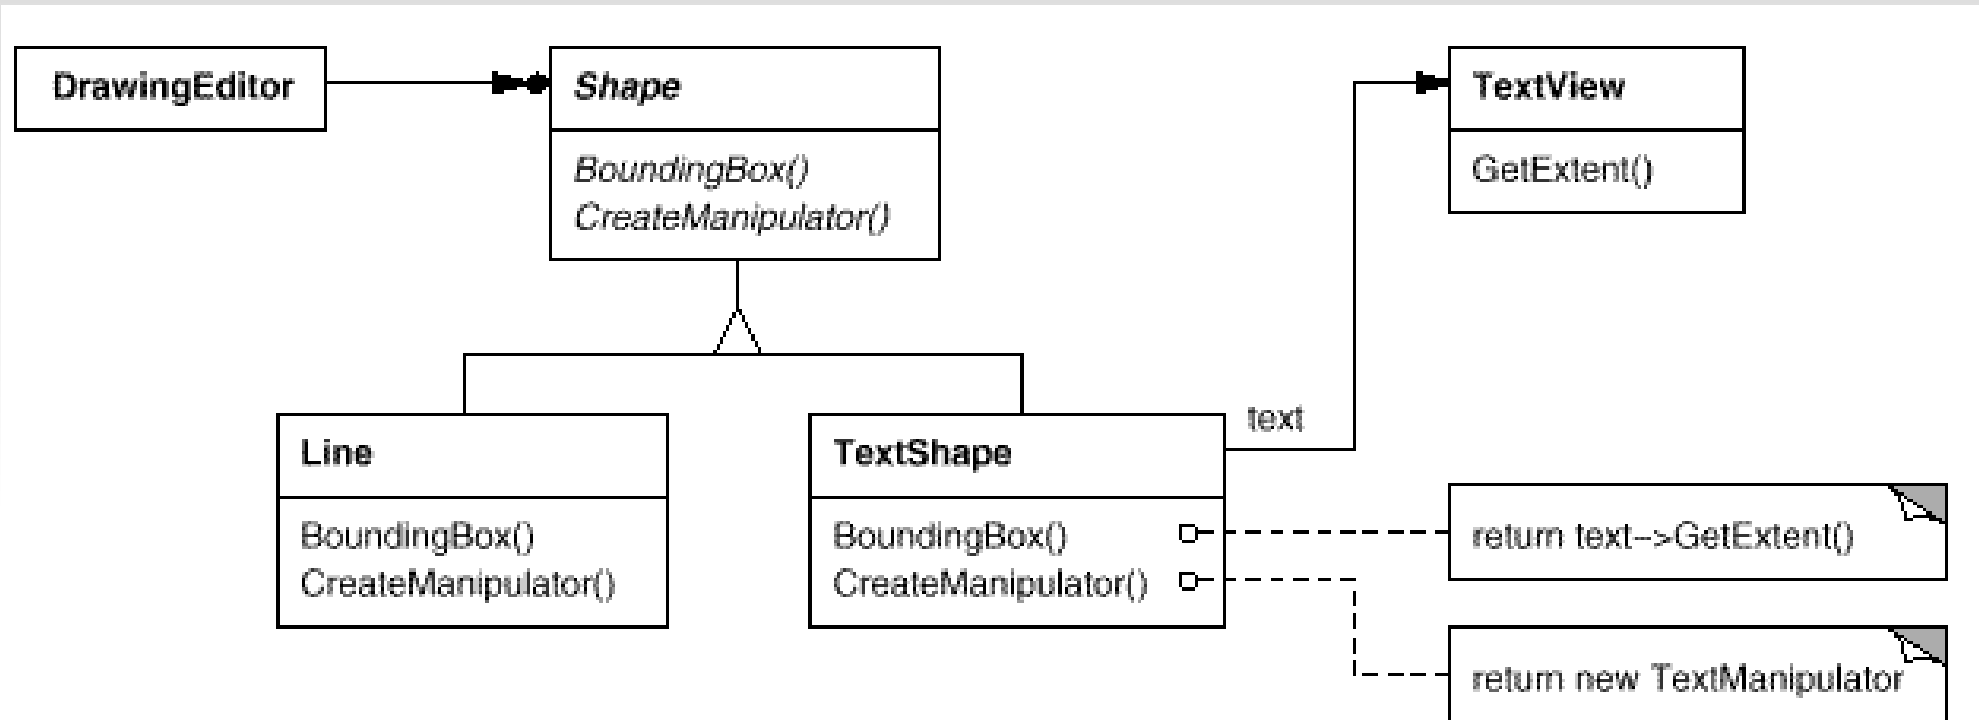 DrawingEditor
Shape
BoundingBox()
CreateManipulator()
TextView
GetExtent()
Line
BoundingBox()
CreateManipulator()
TextShape
BoundingBox()
CreateManipulator()
text
return text-->GetExtent()
return new TextManipulator